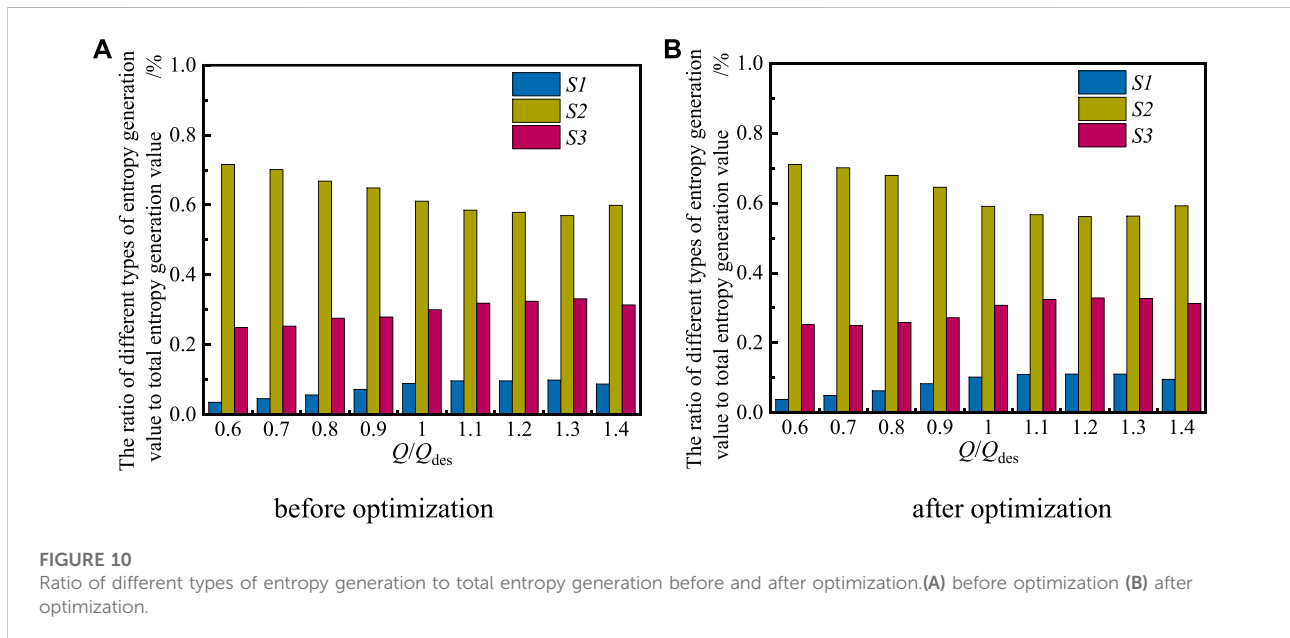 A
The ratio of different types of entropy generation
value to total entropy generation value /%
1.0
0.8
0.6
0.4
0.2
0.0
S1
S2
S3
0.6 0.7 0.8 0.9 1 1.1 1.2 1.3 1.4
Q/Qdes
before optimization
B
The ratio of different types of entropy generation
value to total entropy generation value /%
1.0
0.8
0.6
0.4
0.2
0.0
S1
S2
S3
0.6 0.7 0.8 0.9 1 1.1 1.2 1.3 1.4
Q/Qdes
after optimization
FIGURE 10
Ratio of different types of entropy generation to total entropy generation before and after optimization.(A) before optimization (B) after
optimization.